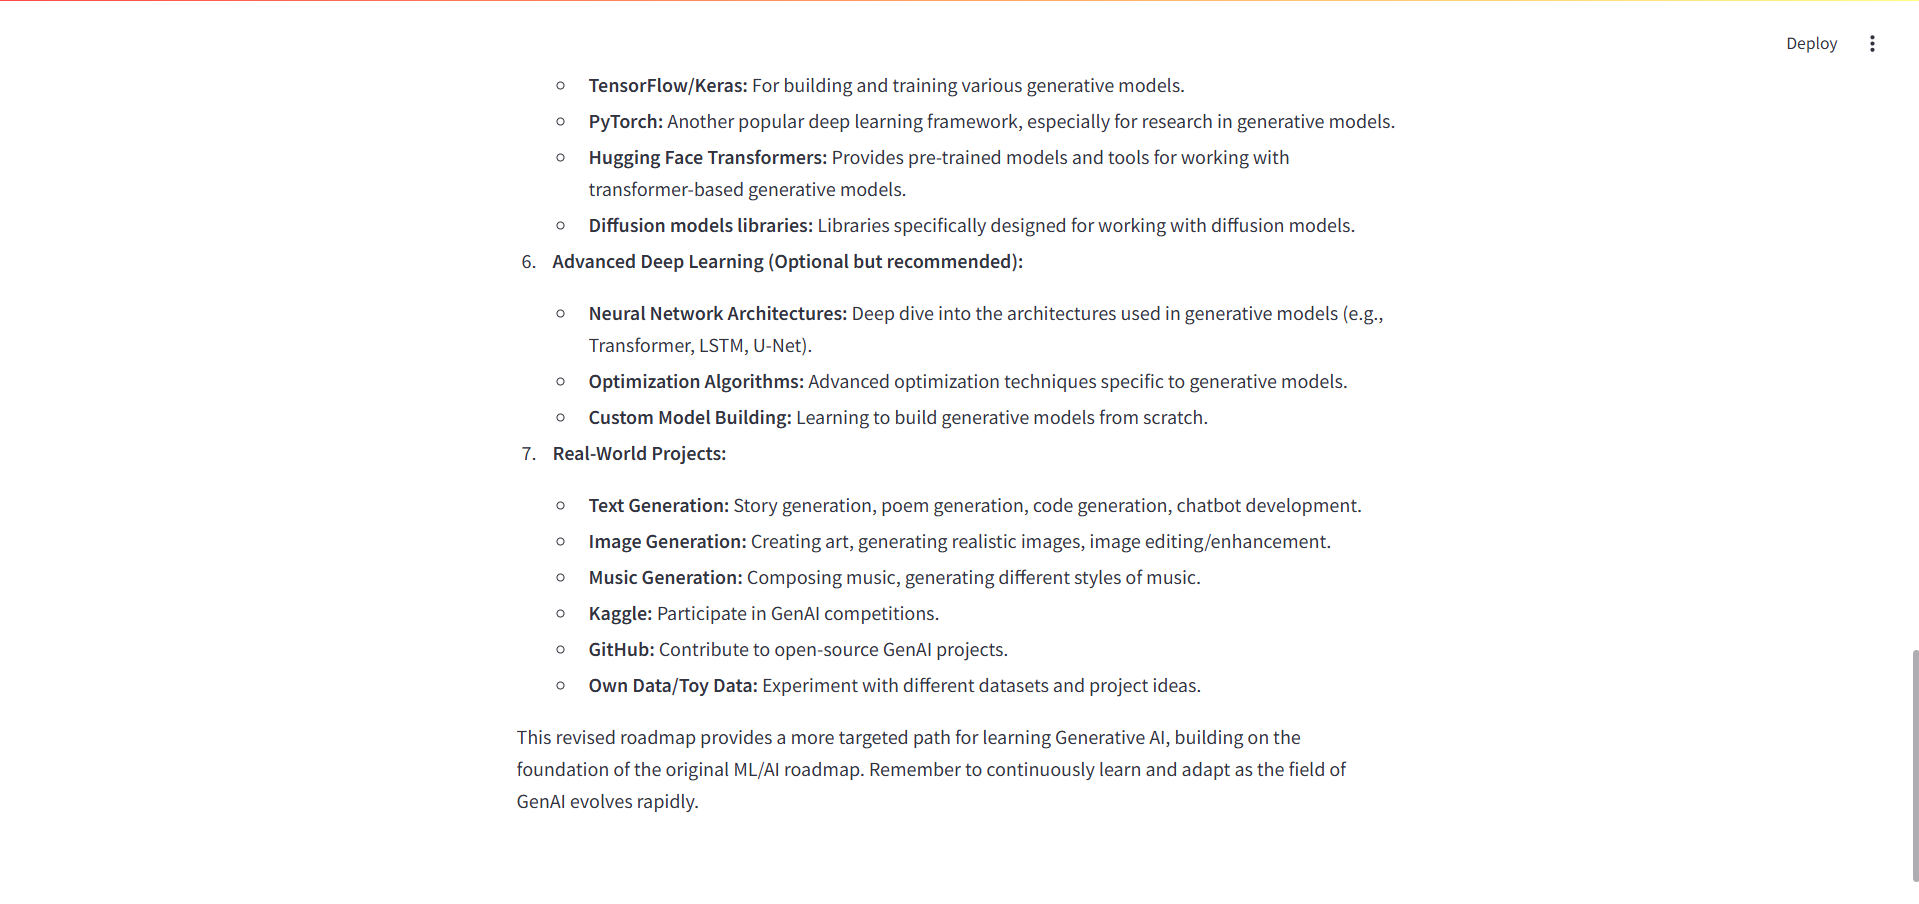 Deploy
TensorFlow/Keras: For building and training various generative models.
PyTorch: Another popular deep learning framework, especially for research in generative models.
Hugging Face Transformers: Provides pre-trained models and tools for working with
transformer-based generative models.
Diffusion models libraries: Libraries specifically designed for working with diffusion models.
6. Advanced Deep Learning (Optional but recommended):
Neural Network Architectures: Deep dive into the architectures used in generative models (e.g.,
Transformer, LSTM, U-Net).
Optimization Algorithms: Advanced optimization techniques specific to generative models.
Custom Model Building: Learning to build generative models from scratch.
7. Real-World Projects:
Text Generation: Story generation, poem generation, code generation, chatbot development.
Image Generation: Creating art, generating realistic images, image editing/enhancement.
Music Generation: Composing music, generating different styles of music.
Kaggle: Participate in GenAI competitions.
GitHub: Contribute to open-source GenAI projects.
Own Data/Toy Data: Experiment with different datasets and project ideas.
This revised roadmap provides a more targeted path for learning Generative AI, building on the
foundation of the original ML/AI roadmap. Remember to continuously learn and adapt as the field of
GenAI evolves rapidly.